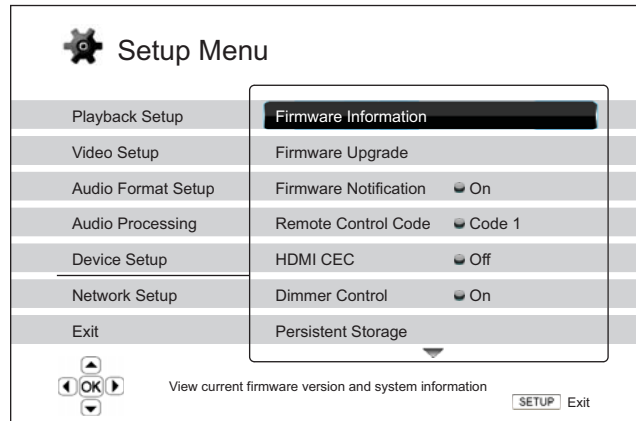 Setup Menu
Playback Setup
Video Setup
Audio Format Setup
Audio Processing
Device Setup
Network Setup
Exit
Firmware Information
Firmware Upgrade
Firmware Notification On
Remote Control Code Code 1
HDMI CEC Off
Dimmer Control On
Persistent Storage
OK
View current firmware version and system information
SETUP Exit